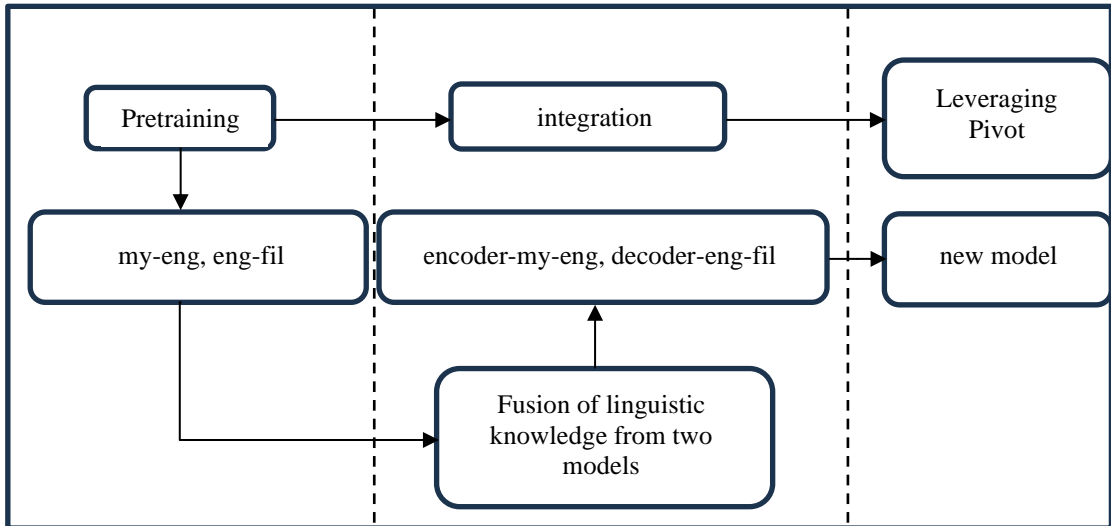 Pretraining
integration
Leveraging
Pivot
my-eng, eng-fil
encoder-my-eng, decoder-eng-fil
new model
Fusion of linguistic
knowledge from two
models